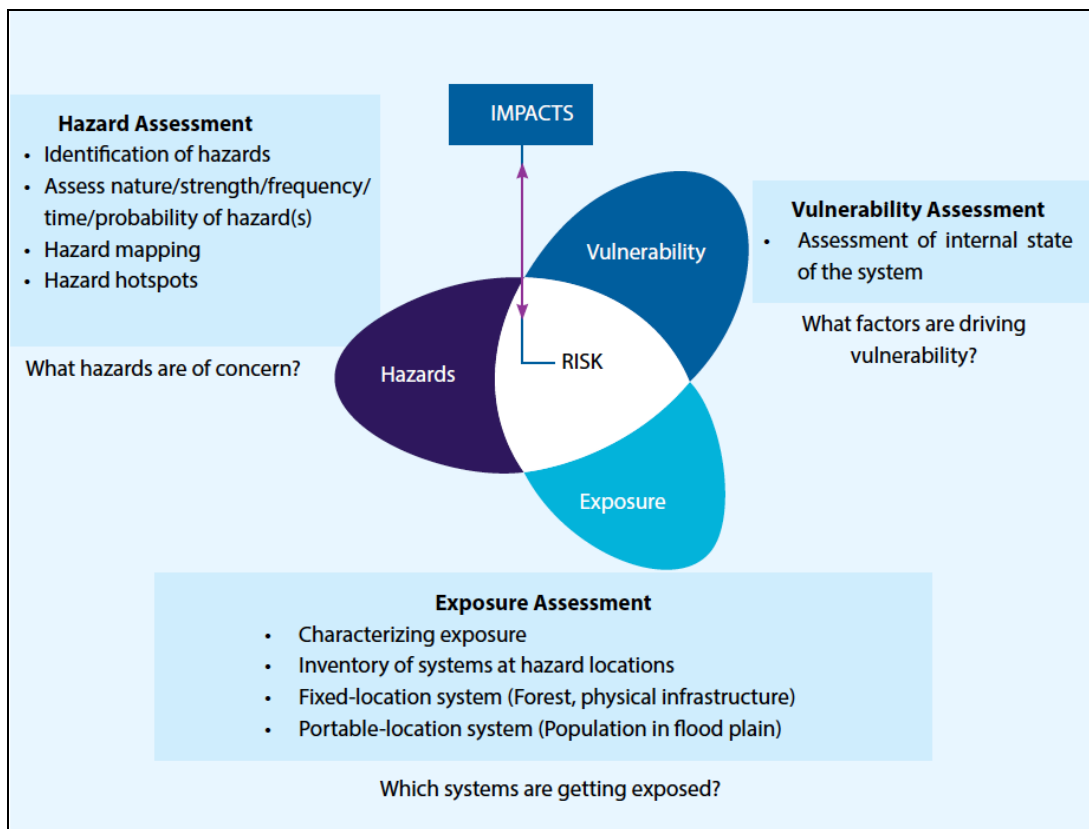 IMPACTS
Hazard Assessment
• Identification of hazards
• Assess nature/strength/frequency/
time/probability of hazard(s)
• Hazard mapping
• Hazard hotspots
What hazards are of concern?
Vulnerability
Vulnerability Assessment
• Assessment of internal state
of the system
What factors are driving
vulnerability?
Hazards
RISK
Exposure
Exposure Assessment
• Characterizing exposure
• Inventory of systems at hazard locations
• Fixed-location system (Forest, physical infrastructure)
• Portable-location system (Population in flood plain)
Which systems are getting exposed?